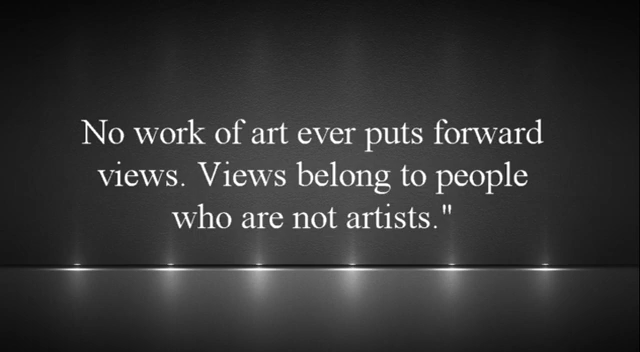 No work of art ever puts forward
views. Views belong to people
who are not artists."